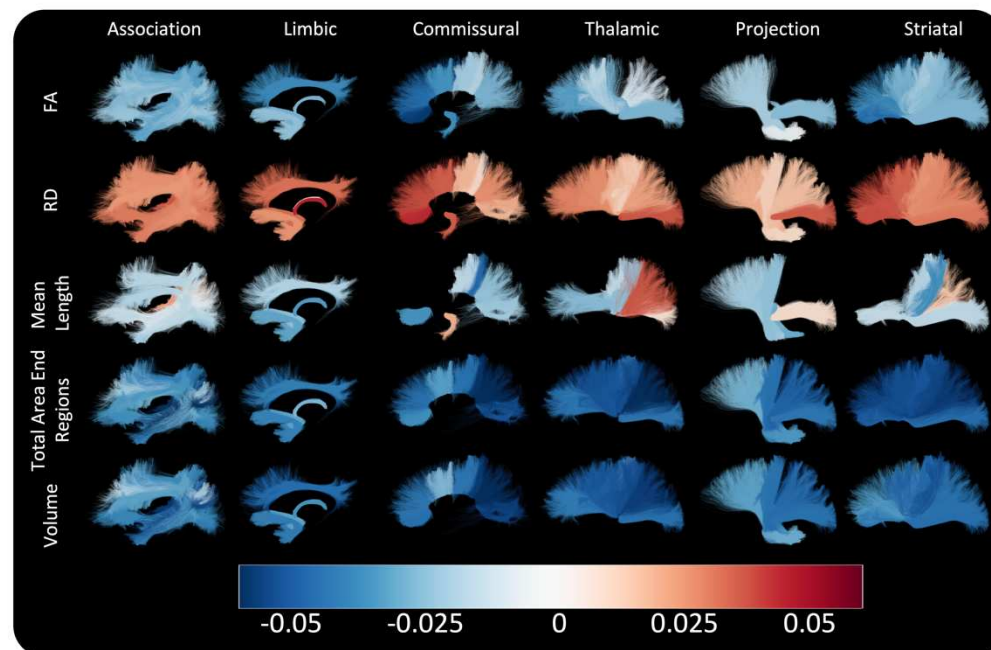 Association Limbic Commissural Thalamic Projection Striatal
FA
RD
Mean
Length
Total Area End
Regions
Volume
-0.05 -0.025 0 0.025 0.05